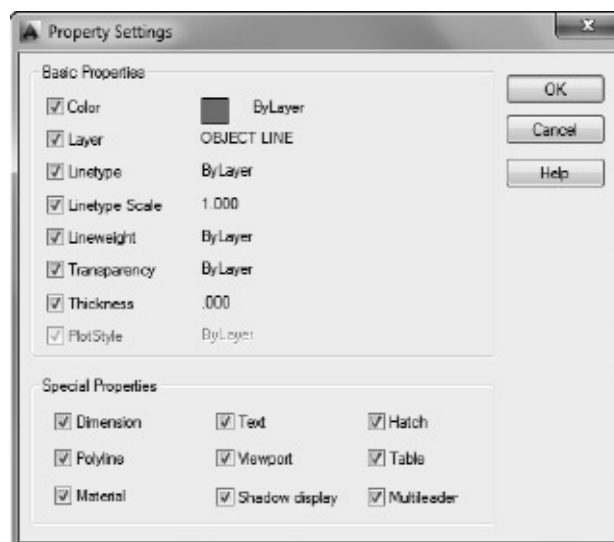 Property Settings
Basic Properties
OK
Color ByLayer
Cancel
Layer OBJECT LINE
Linetype ByLayer
Help
Linetype Scale 1.000
Lineweight ByLayer
Transparency ByLayer
Thickness .000
PlotStyle ByLayer
Special Properties
Dimension Text Hatch
Polyline Viewport Table
Material Shadow display Multileader